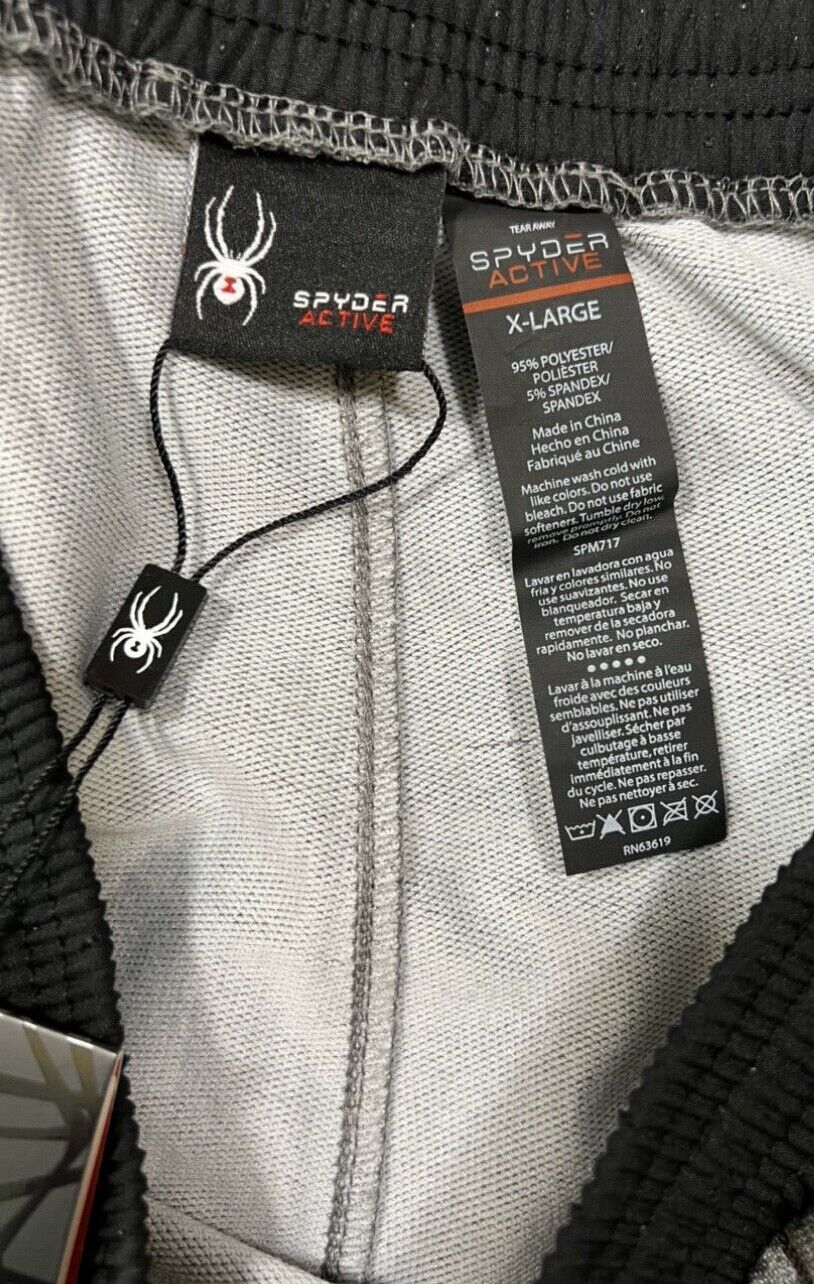 SPYDER
ACTIVE
TEAR AWAY
SPYDER
ACTIVE
X-LARGE
95% POLYESTER/
POLIÉSTER
5% SPANDEX/
SPANDEX
Made in China
Hecho en China
Fabriqué au Chine
Machine wash cold with
like colors. Do not use
bleach. Do not use fabric
softeners. Tumble dry low,
remove promptly. Do not
iron. Do not dry clean.
SPM717
Lavar en lavadora con agua
fria y colores similares. No
use suavizantes. No use
blanqueador. Secar en
temperatura baja y
remover de la secadora
rapidamente. No planchar.
No lavar en seco.
Lavar à la machine à l'eau
froide avec des couleurs
semblables. Ne pas utiliser
d'assouplissant. Ne pas
javelliser. Sécher par
culbutage à basse
température, retirer
immédiatement à la fin
du cycle. Ne pas repasser.
Ne pas nettoyer à sec.
RN63619